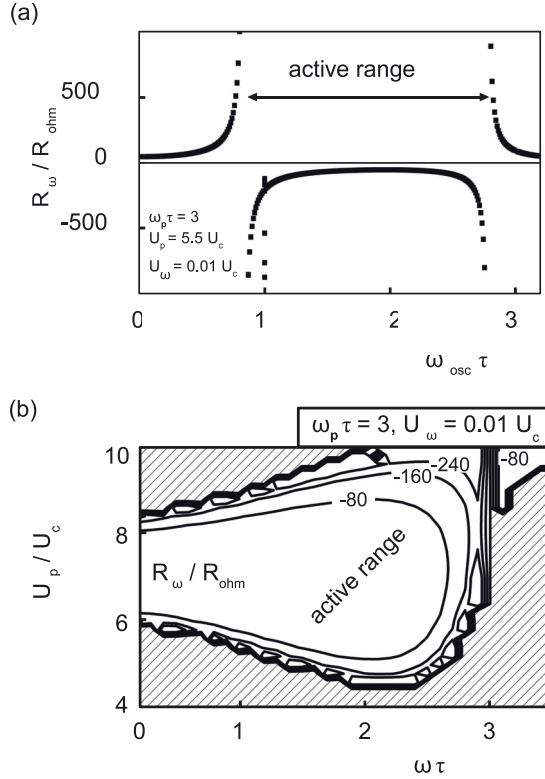 (a)
active range
500
0
-500
R_ω / R_ohm
ω_p τ = 3
U_p = 5.5 U_c
U_ω = 0.01 U_c
0 1 2 3
ω_osc τ
(b)
ω_p τ = 3, U_ω = 0.01 U_c
10
8
6
4
U_p / U_c
-240
-80
-160
-80
R_ω / R_ohm
active range
0 1 2 3
ω τ